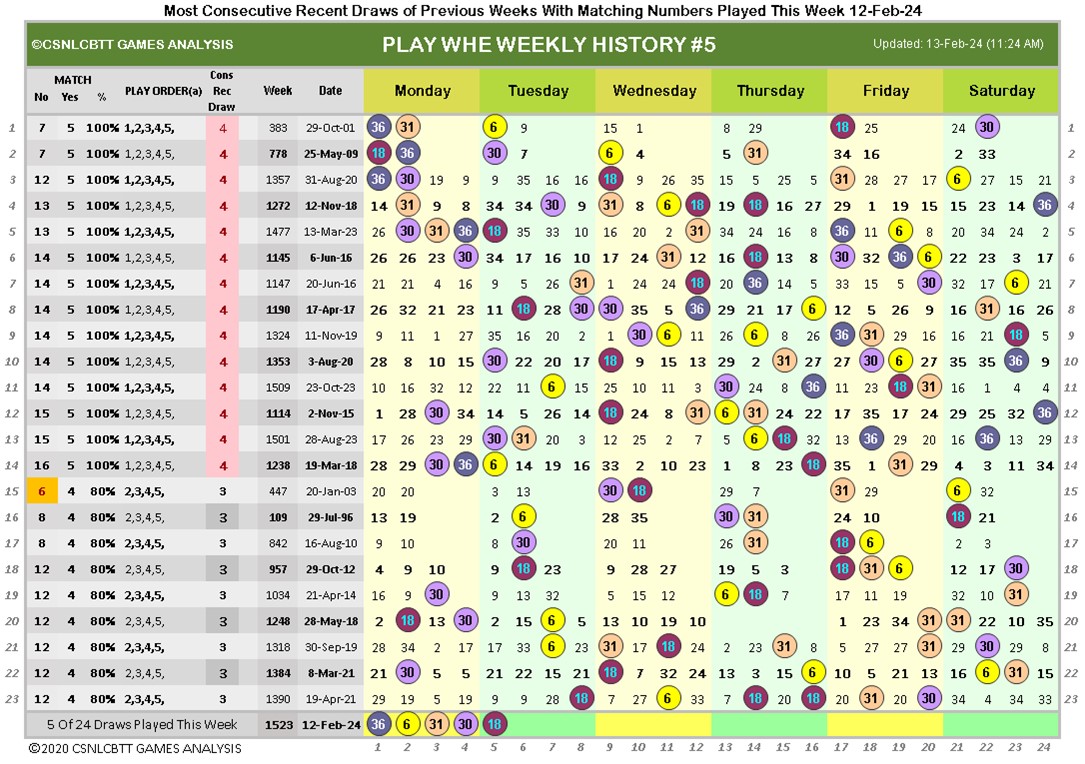 Most Consecutive Recent Draws of Previous Weeks With Matching Numbers Played This Week 12-Feb-24
©CSNLCBTT GAMES ANALYSIS PLAY WHE WEEKLY HISTORY #5 Updated: 13-Feb-24 (11:24 AM)
No MATCH Yes % PLAY ORDER(a) Cons Rec Draw Week Date Monday Tuesday Wednesday Thursday Friday Saturday
1 7 5 100% 1,2,3,4,5, 4 383 29-Oct-01 36 31 6 9 15 1 8 29 18 25 24 30 1
2 7 5 100% 1,2,3,4,5, 4 778 25-May-09 18 36 30 7 6 4 5 31 34 16 2 33 2
3 12 5 100% 1,2,3,4,5, 4 1357 31-Aug-20 36 30 19 9 9 35 16 16 18 9 26 35 15 5 25 5 31 28 27 17 6 27 15 21 3
4 13 5 100% 1,2,3,4,5, 4 1272 12-Nov-18 14 31 9 8 34 34 30 9 31 8 6 18 19 18 16 27 29 1 19 15 15 23 14 36 4
5 13 5 100% 1,2,3,4,5, 4 1477 13-Mar-23 26 30 31 36 18 35 33 10 16 20 2 31 34 24 16 8 36 11 6 8 20 34 24 2 5
6 14 5 100% 1,2,3,4,5, 4 1145 6-Jun-16 26 26 23 30 34 17 16 10 17 24 31 12 16 18 13 8 30 32 36 6 22 23 3 17 6
7 14 5 100% 1,2,3,4,5, 4 1147 20-Jun-16 21 21 4 16 9 5 26 31 1 24 24 18 20 36 14 5 33 15 5 30 32 17 6 21 7
8 14 5 100% 1,2,3,4,5, 4 1190 17-Apr-17 26 32 21 23 11 18 28 30 30 35 5 36 29 21 17 6 12 5 26 9 16 31 16 26 8
9 14 5 100% 1,2,3,4,5, 4 1324 11-Nov-19 9 11 1 27 35 16 20 2 1 30 6 11 26 6 8 26 36 31 29 16 16 21 18 5 9
10 14 5 100% 1,2,3,4,5, 4 1353 3-Aug-20 28 8 10 15 30 22 20 17 18 9 15 13 29 2 31 27 27 30 6 27 35 35 36 9 10
11 14 5 100% 1,2,3,4,5, 4 1509 23-Oct-23 10 16 32 12 22 11 6 15 25 10 11 3 30 24 8 36 11 23 18 31 16 1 4 4 11
12 15 5 100% 1,2,3,4,5, 4 1114 2-Nov-15 1 28 30 34 14 5 26 14 18 24 8 31 6 31 24 22 17 35 17 24 29 25 32 36 12
13 15 5 100% 1,2,3,4,5, 4 1501 28-Aug-23 17 26 23 29 30 31 20 3 12 25 2 7 5 6 18 32 13 36 29 20 16 36 13 29 13
14 16 5 100% 1,2,3,4,5, 4 1238 19-Mar-18 28 29 30 36 6 14 19 16 33 2 10 23 1 8 23 18 35 1 31 29 4 3 11 34 14
15 6 4 80% 2,3,4,5, 3 447 20-Jan-03 20 20 3 13 30 18 29 7 31 29 6 32 15
16 8 4 80% 2,3,4,5, 3 109 29-Jul-96 13 19 2 6 28 35 30 31 24 10 18 21 16
17 8 4 80% 2,3,4,5, 3 842 16-Aug-10 9 10 8 30 20 11 26 31 18 6 2 3 17
18 12 4 80% 2,3,4,5, 3 957 29-Oct-12 4 9 10 9 18 23 9 28 27 19 5 3 18 31 6 12 17 30 18
19 12 4 80% 2,3,4,5, 3 1034 21-Apr-14 16 9 30 9 13 32 5 15 12 6 18 7 17 11 19 32 10 31 19
20 12 4 80% 2,3,4,5, 3 1248 28-May-18 2 18 13 30 2 15 6 5 13 10 19 10 1 23 34 31 31 22 10 35 20
21 12 4 80% 2,3,4,5, 3 1318 30-Sep-19 28 34 2 17 17 33 6 23 31 17 18 24 2 15 31 8 5 27 27 31 29 30 29 8 21
22 12 4 80% 2,3,4,5, 3 1384 8-Mar-21 21 30 5 5 21 22 15 21 18 7 32 24 13 3 15 6 10 5 21 13 16 6 31 15 22
23 12 4 80% 2,3,4,5, 3 1390 19-Apr-21 29 19 5 19 9 9 28 18 27 27 6 33 7 18 20 18 20 31 20 30 34 4 34 33 23
5 Of 24 Draws Played This Week 1523 12-Feb-24 36 6 31 30 18
©2020 CSNLCBTT GAMES ANALYSIS 1 2 3 4 5 6 7 8 9 10 11 12 13 14 15 16 17 18 19 20 21 22 23 24